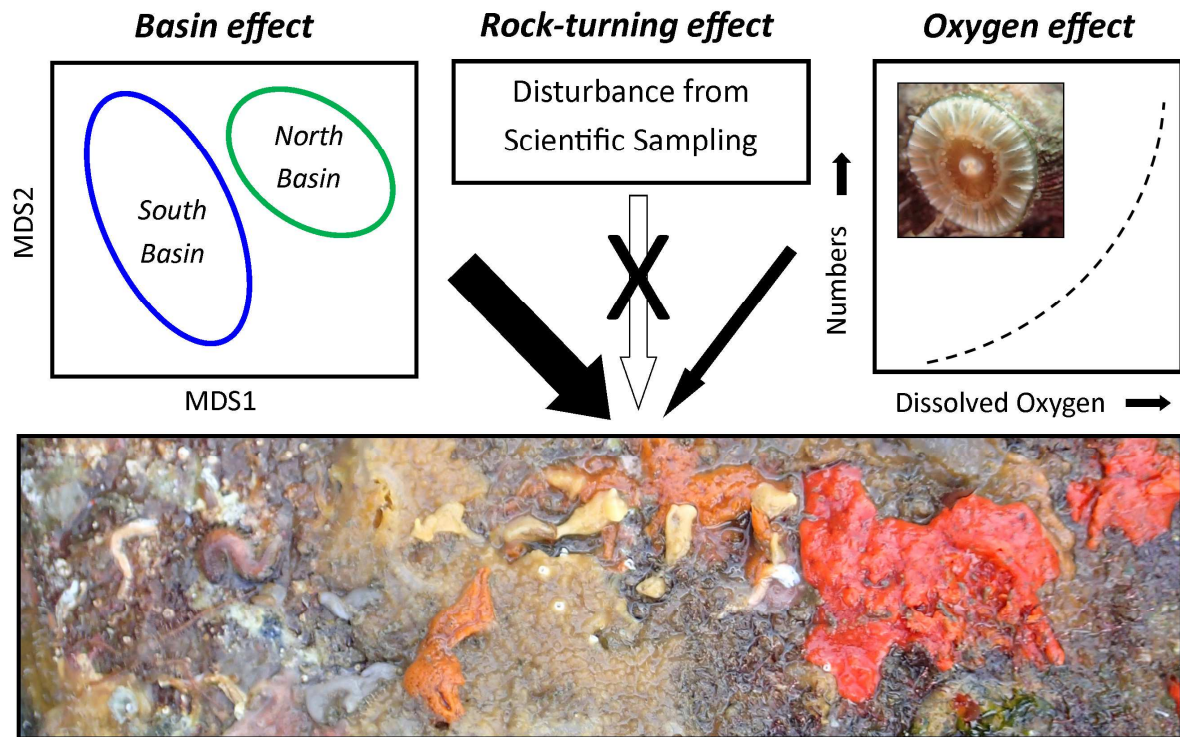 Basin effect
MDS2
South
Basin
North
Basin
MDS1
Rock-turning effect
Disturbance from
Scientific Sampling
X
Oxygen effect
Numbers
Dissolved Oxygen